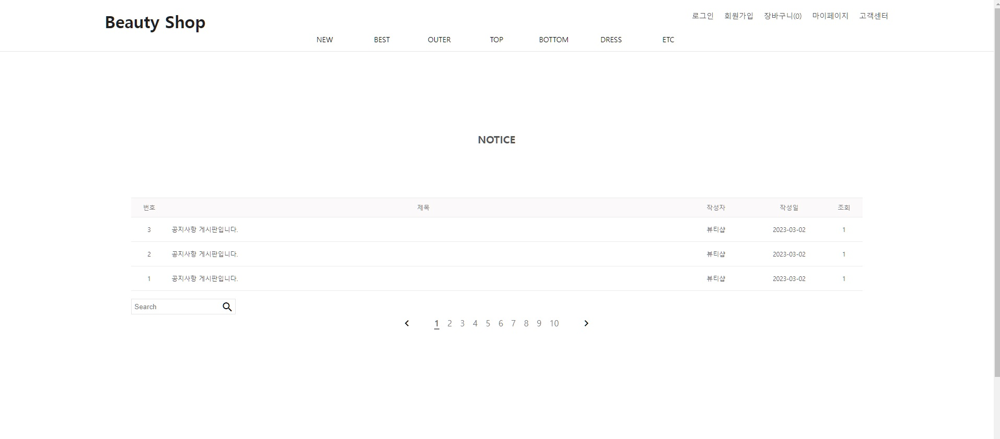 Beauty Shop
로그인 회원가입 장바구니(0) 마이페이지 고객센터
NEW BEST OUTER TOP BOTTOM DRESS ETC
NOTICE
번호 제목 작성자 작성일 조회
3 공지사항 게시판입니다. 뷰티샵 2023-03-02 1
2 공지사항 게시판입니다. 뷰티샵 2023-03-02 1
1 공지사항 게시판입니다. 뷰티샵 2023-03-02 1
Search
1 2 3 4 5 6 7 8 9 10